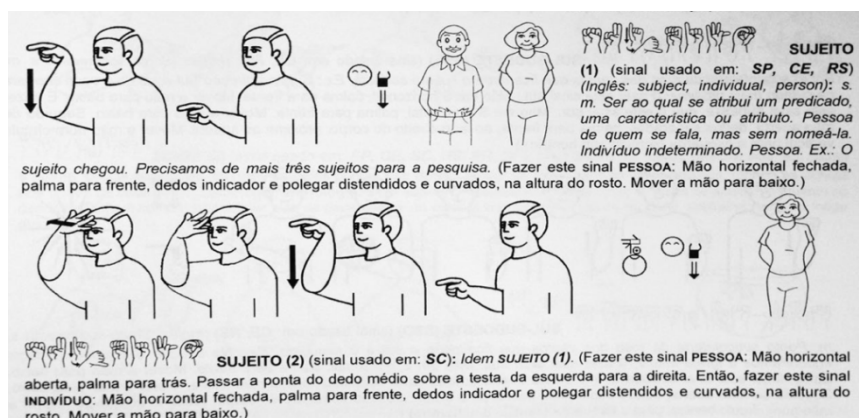 SUJEITO
(1) (sinal usado em: SP, CE, RS)
(Inglês: subject, individual, person): s.
m. Ser ao qual se atribui um predicado,
uma característica ou atributo. Pessoa
de quem se fala, mas sem nomeá-la.
Indivíduo indeterminado. Pessoa. Ex.: O
sujeito chegou. Precisamos de mais três sujeitos para a pesquisa. (Fazer este sinal PESSOA: Mão horizontal fechada,
palma para frente, dedos indicador e polegar distendidos e curvados, na altura do rosto. Mover a mão para baixo.)
SUJEITO (2) (sinal usado em: SC): Idem SUJEITO (1). (Fazer este sinal PESSOA: Mão horizontal
aberta, palma para trás. Passar a ponta do dedo médio sobre a testa, da esquerda para a direita. Então, fazer este sinal
INDIVÍDUO: Mão horizontal fechada, palma para frente, dedos indicador e polegar distendidos e curvados, na altura do
rosto. Mover a mão para baixo.)